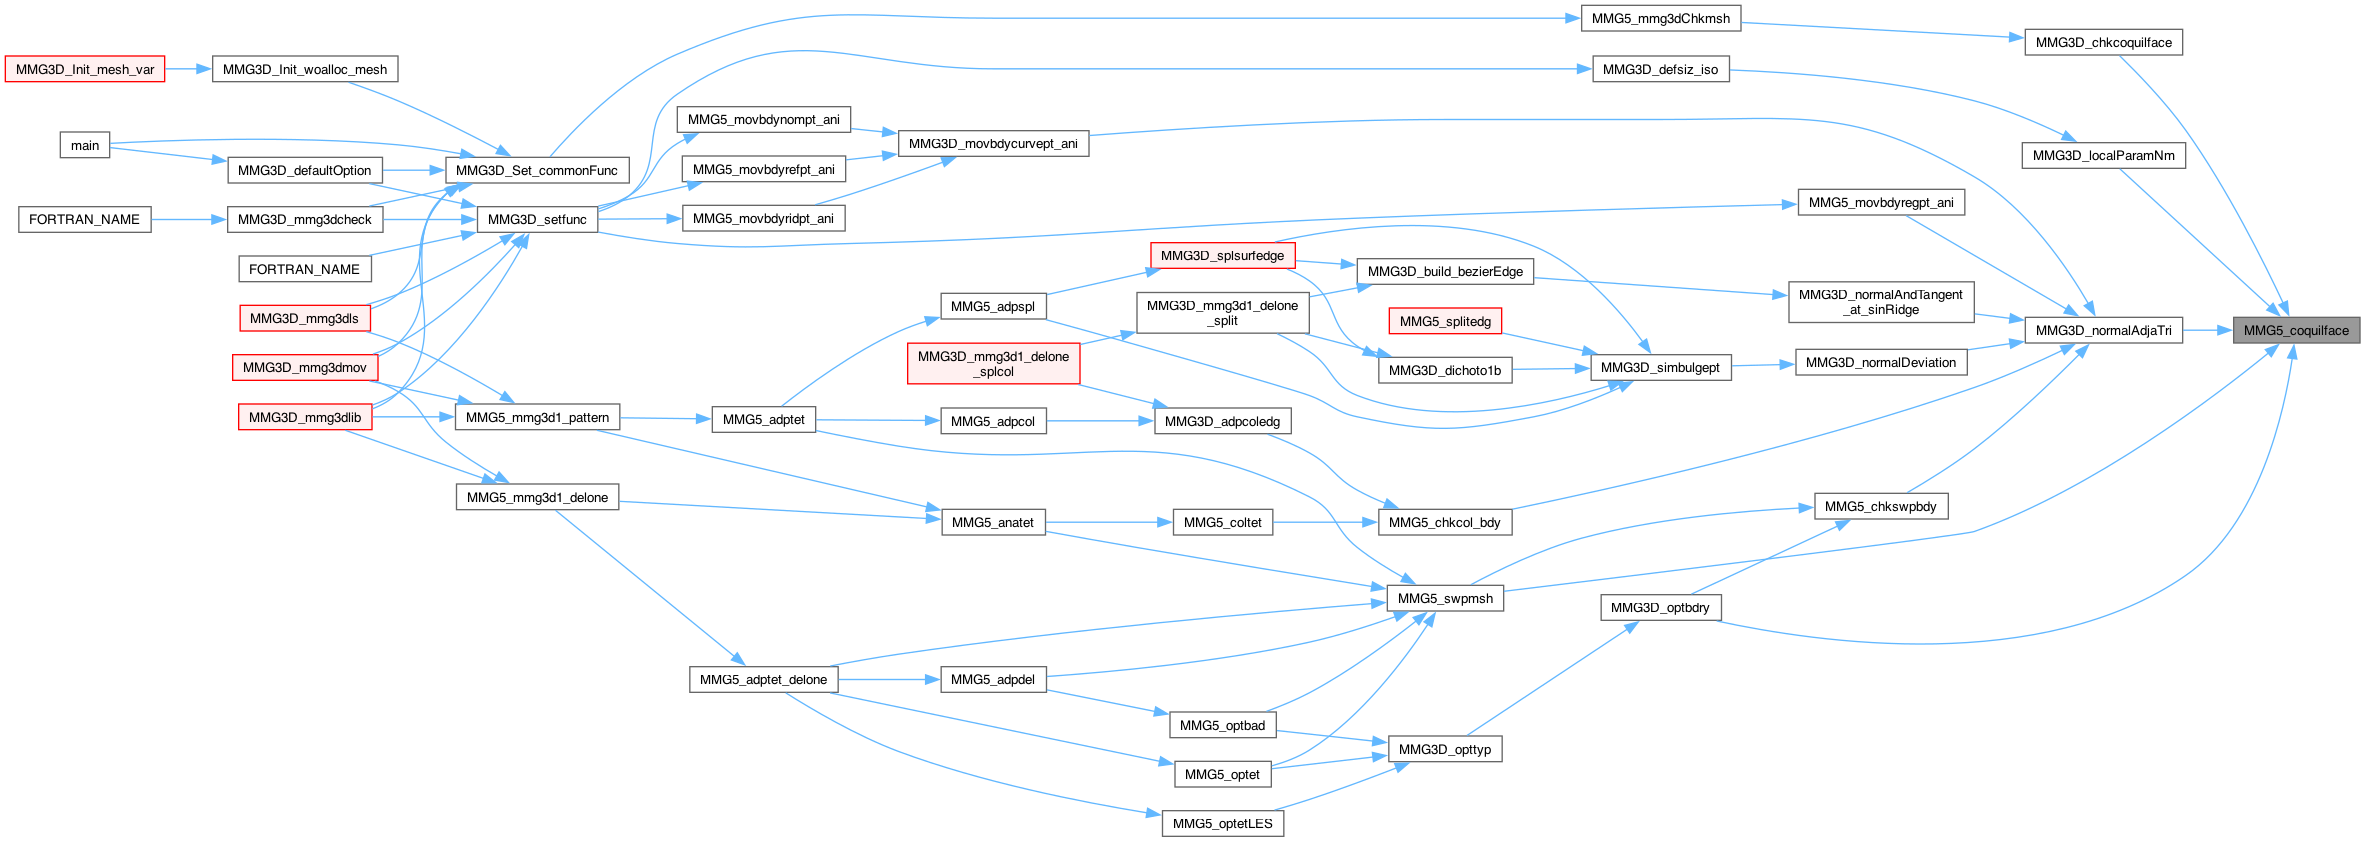 MMG5_mmg3dChkmsh
MMG3D_chkcoquilface
MMG3D_Init_mesh_var
MMG3D_Init_woalloc_mesh
MMG3D_defsiz_iso
MMG5_movbdynompt_ani
main
MMG3D_movbdycurvept_ani
MMG3D_localParamNm
MMG3D_defaultOption
MMG3D_Set_commonFunc
MMG5_movbdyrefpt_ani
MMG5_movbdyregpt_ani
FORTRAN_NAME
MMG3D_mmg3dcheck
MMG3D_setfunc
MMG5_movbdyridpt_ani
FORTRAN_NAME
MMG3D_splsurfedge
MMG3D_build_bezierEdge
MMG3D_normalAndTangent
_at_sinRidge
MMG5_adpspl
MMG3D_mmg3d1_delone
_split
MMG3D_mmg3dls
MMG5_splitedg
MMG3D_normalAdjaTri
MMG5_coquilface
MMG3D_mmg3dmov
MMG3D_mmg3d1_delone
_splcol
MMG3D_dichoto1b
MMG3D_simbulgept
MMG3D_normalDeviation
MMG3D_mmg3dlib
MMG5_mmg3d1_pattern
MMG5_adptet
MMG5_adpcol
MMG3D_adpcoledg
MMG5_mmg3d1_delone
MMG5_anatet
MMG5_coltet
MMG5_chkcol_bdy
MMG5_chkswpbdy
MMG5_swpmsh
MMG3D_optbdry
MMG5_adptet_delone
MMG5_adpdel
MMG5_optbad
MMG3D_opttyp
MMG5_optet
MMG5_optetLES